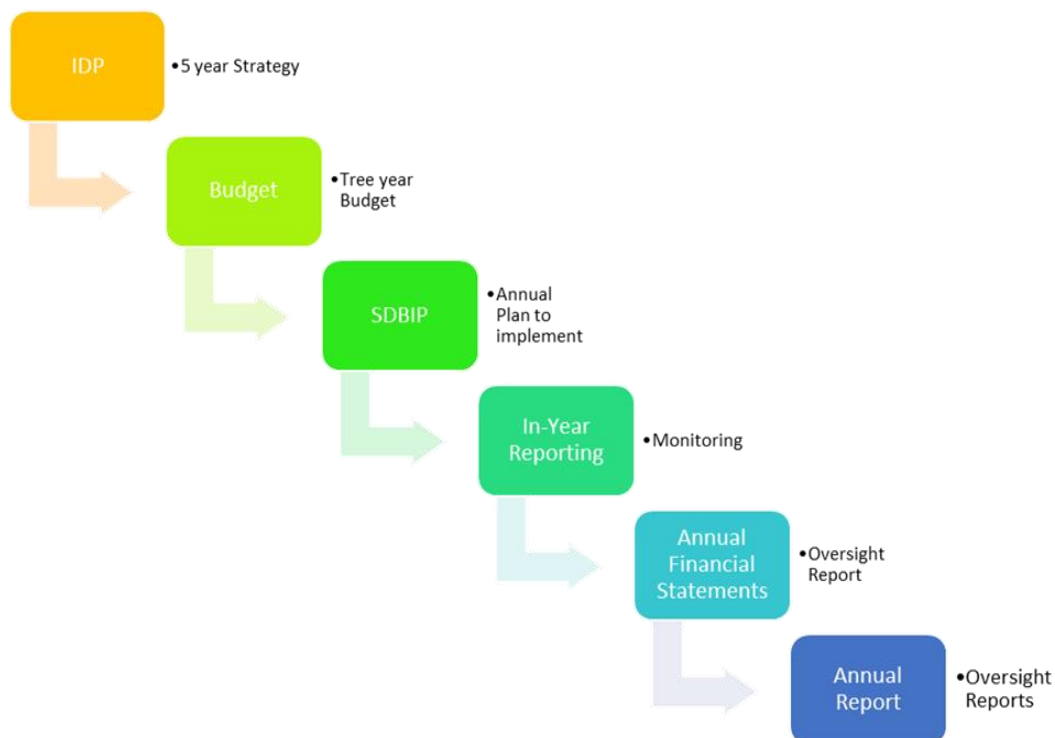 IDP
•5 year Strategy
Budget
•Tree year
Budget
SDBIP
•Annual
Plan to
implement
In-Year
Reporting
•Monitoring
Annual
Financial
Statements
•Oversight
Report
Annual
Report
•Oversight
Reports